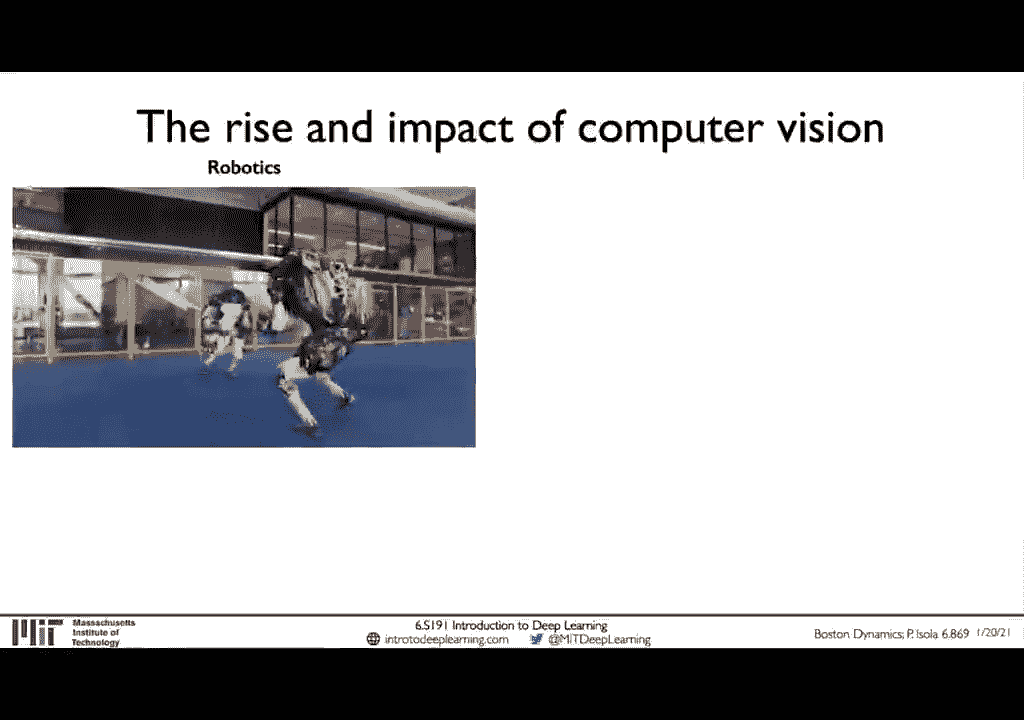 The rise and impact of computer vision
Robotics
MIT
Massachusetts
Institute of
Technology
6.S191 Introduction to Deep Learning
introtodeeplearning.com @MITDeepLearning
Boston Dynamics; P. Isola 6.869 1/20/21